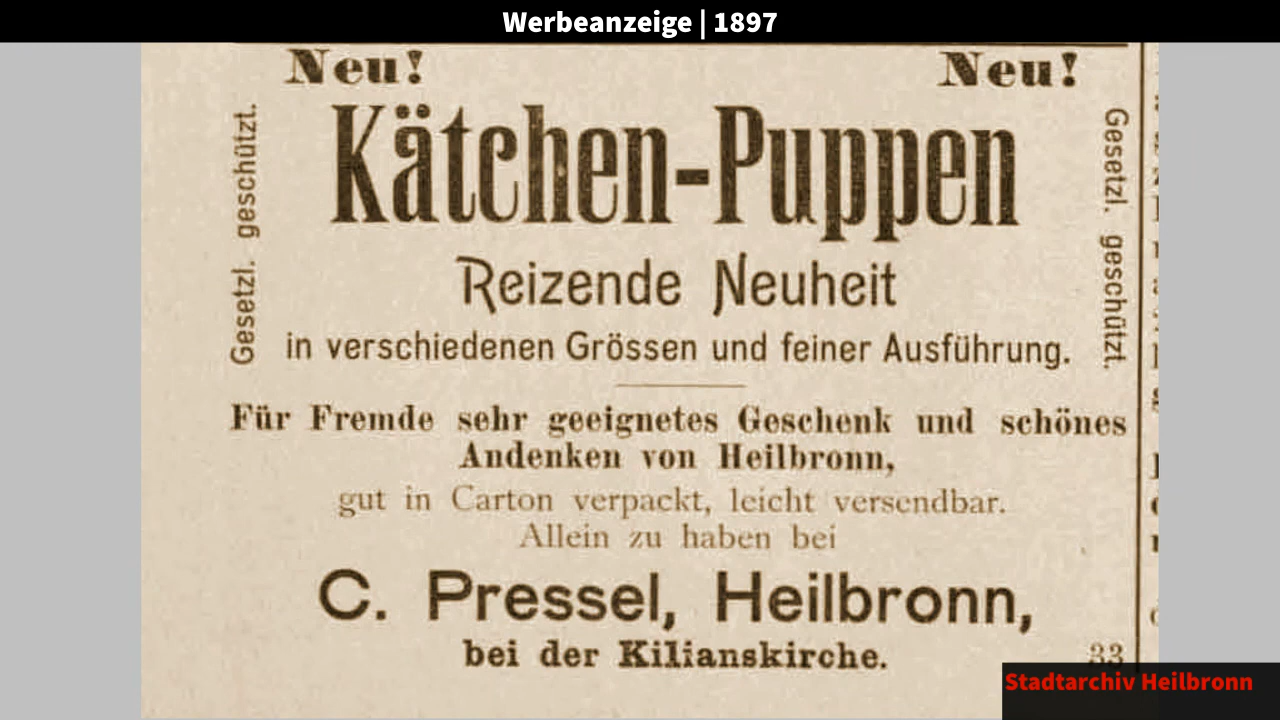 Werbeanzeige | 1897
Neu! Neu!
Gesetzl. geschützt.
Kätchen-Puppen
Gesetzl. geschützt.
Reizende Neuheit
in verschiedenen Grössen und feiner Ausführung.
Für Fremde sehr geeignetes Geschenk und schönes
Andenken von Heilbronn,
gut in Carton verpackt, leicht versendbar.
Allein zu haben bei
C. Pressel, Heilbronn,
bei der Kilianskirche.
33
Stadtarchiv Heilbronn